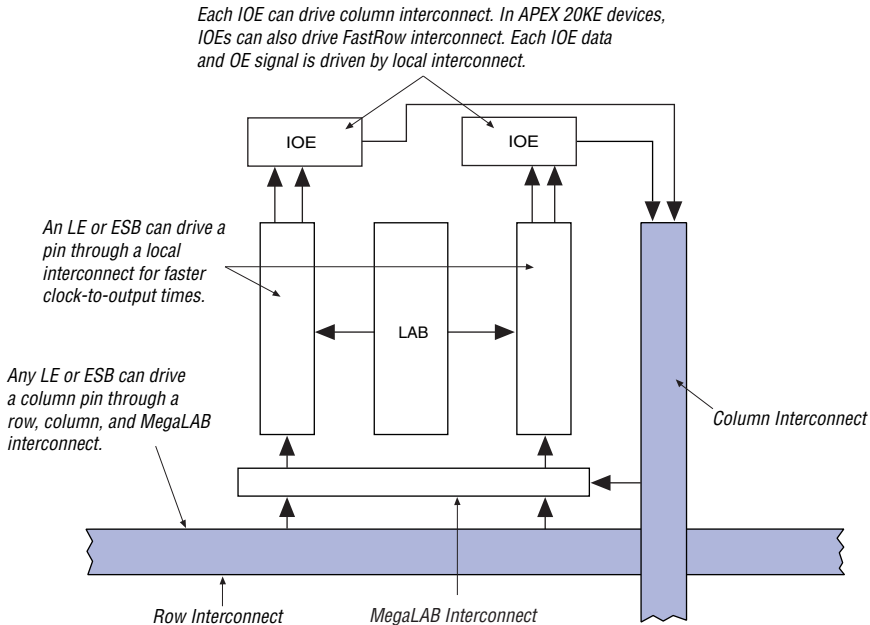 Each IOE can drive column interconnect. In APEX 20KE devices,
IOEs can also drive FastRow interconnect. Each IOE data
and OE signal is driven by local interconnect.
IOE
IOE
An LE or ESB can drive a
pin through a local
interconnect for faster
clock-to-output times.
LAB
Any LE or ESB can drive
a column pin through a
row, column, and MegaLAB
interconnect.
Column Interconnect
Row Interconnect
MegaLAB Interconnect